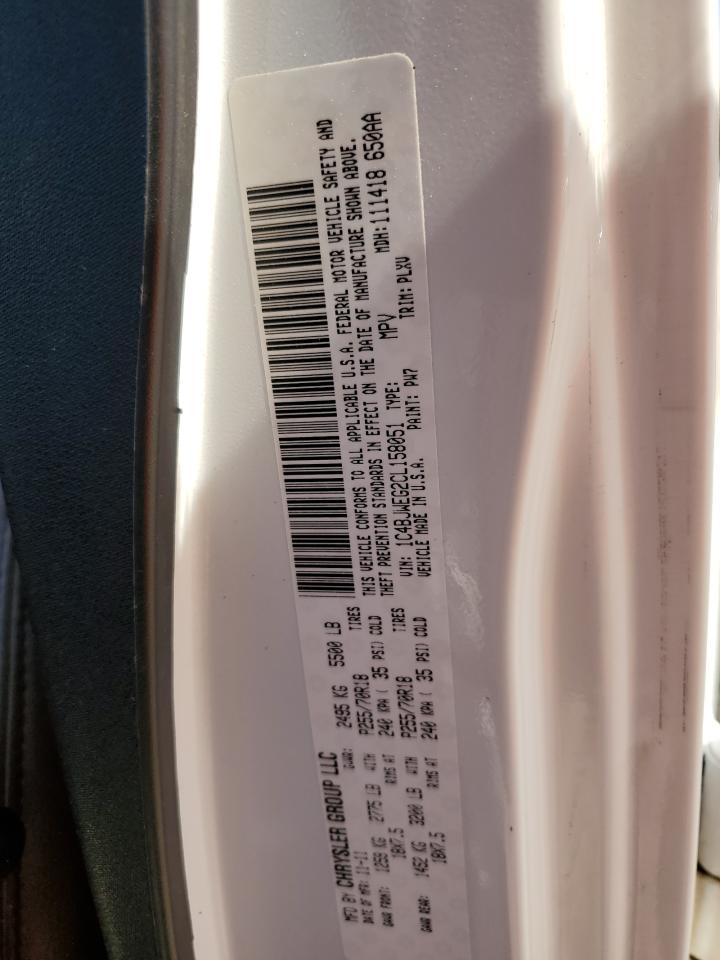 MFD BY CHRYSLER GROUP LLC
DATE OF MFR: 11-11 GVWR: 2495 KG 5500 LB
GAWR FRONT: 1259 KG 2775 LB WITH P255/70R18 TIRES
18X7.5 RIMS AT 240 KPA ( 35 PSI) COLD
GAWR REAR: 1452 KG 3200 LB WITH P255/70R18 TIRES
18X7.5 RIMS AT 240 KPA ( 35 PSI) COLD
THIS VEHICLE CONFORMS TO ALL APPLICABLE U.S.A. FEDERAL MOTOR VEHICLE SAFETY AND
THEFT PREVENTION STANDARDS IN EFFECT ON THE DATE OF MANUFACTURE SHOWN ABOVE.
VIN: 1C4BJWEG2CL158051 TYPE: MPV MDH:111418 650AA
VEHICLE MADE IN U.S.A. PAINT: PW7 TRIM: PLXV